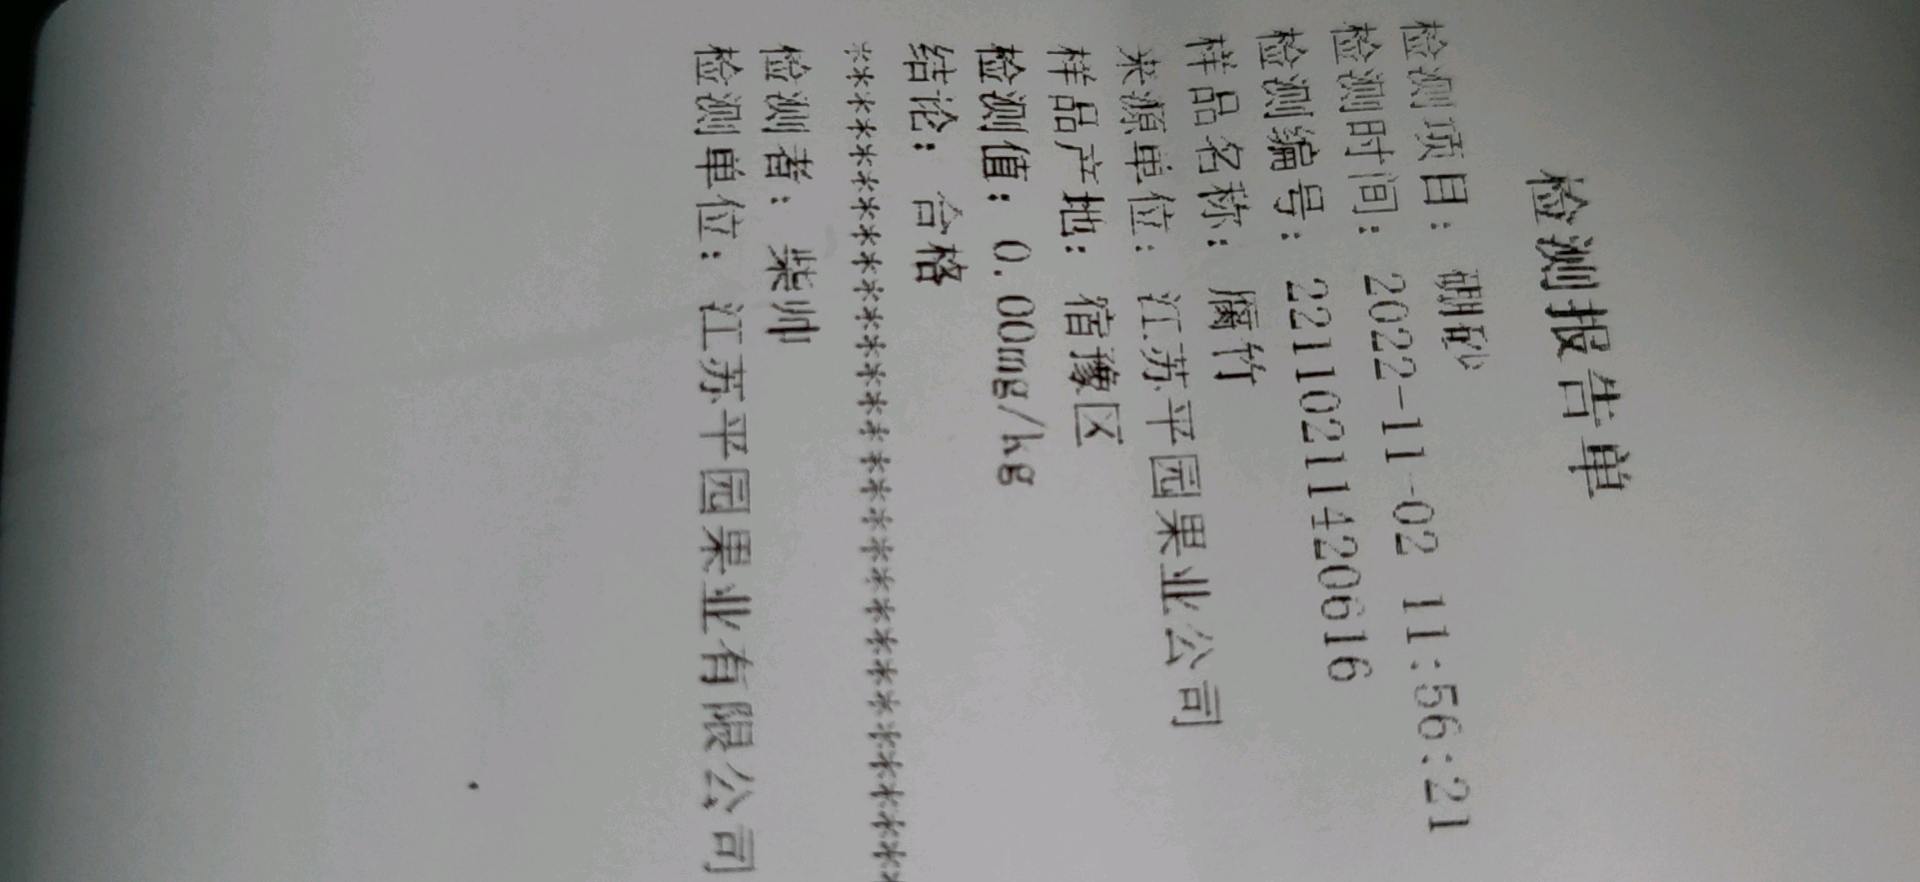 检测报告单
检测项目: 硼砂
检测时间: 2022-11-02 11:56:21
检测编号: 22110211420616
样品名称: 腐竹
来源单位: 江苏平园果业公司
样品产地: 宿豫区
检测值: 0.00mg/kg
结论: 合格
********************************
检测者: 柴帅
检测单位: 江苏平园果业有限公司